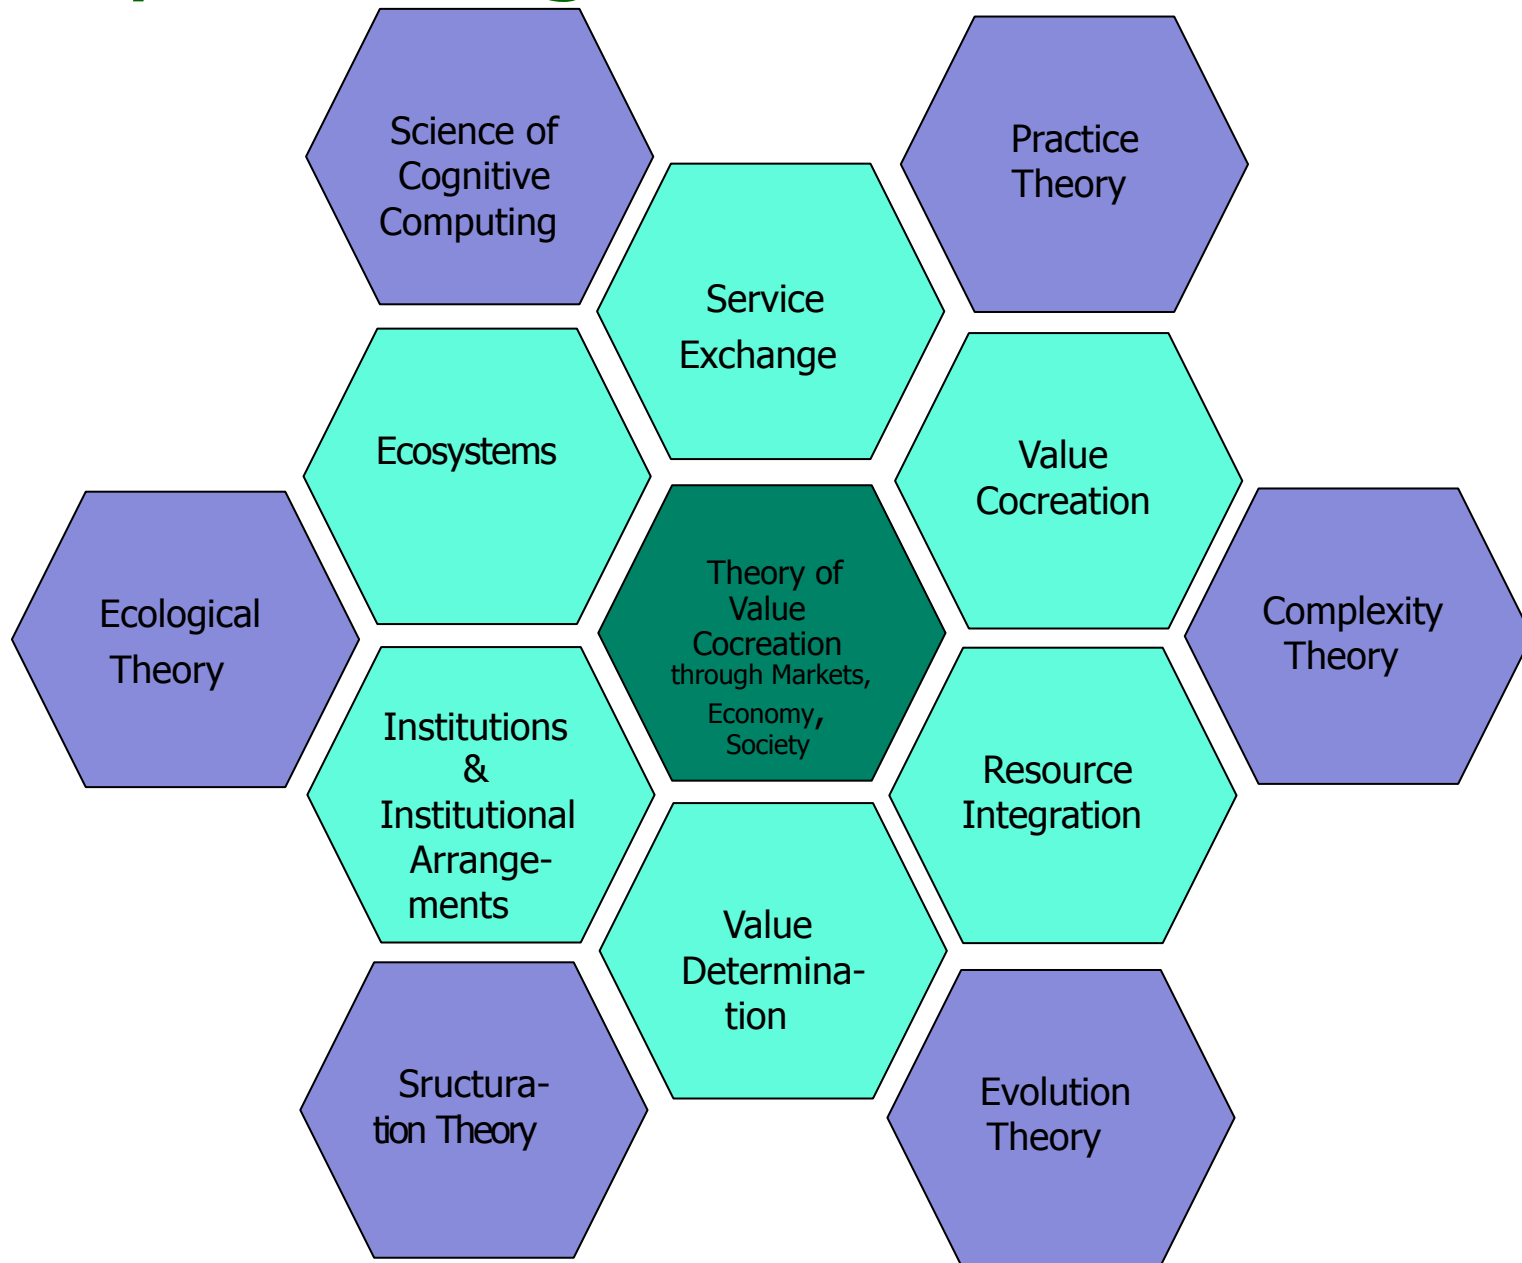 Science of
Cognitive
Computing
Practice
Theory
Service
Exchange
Ecosystems
Value
Cocreation
Ecological
Theory
Theory of
Value
Cocreation
through Markets,
Economy,
Society
Complexity
Theory
Institutions
&
Institutional
Arrange-
ments
Resource
Integration
Value
Determina-
tion
Sructura-
tion Theory
Evolution
Theory